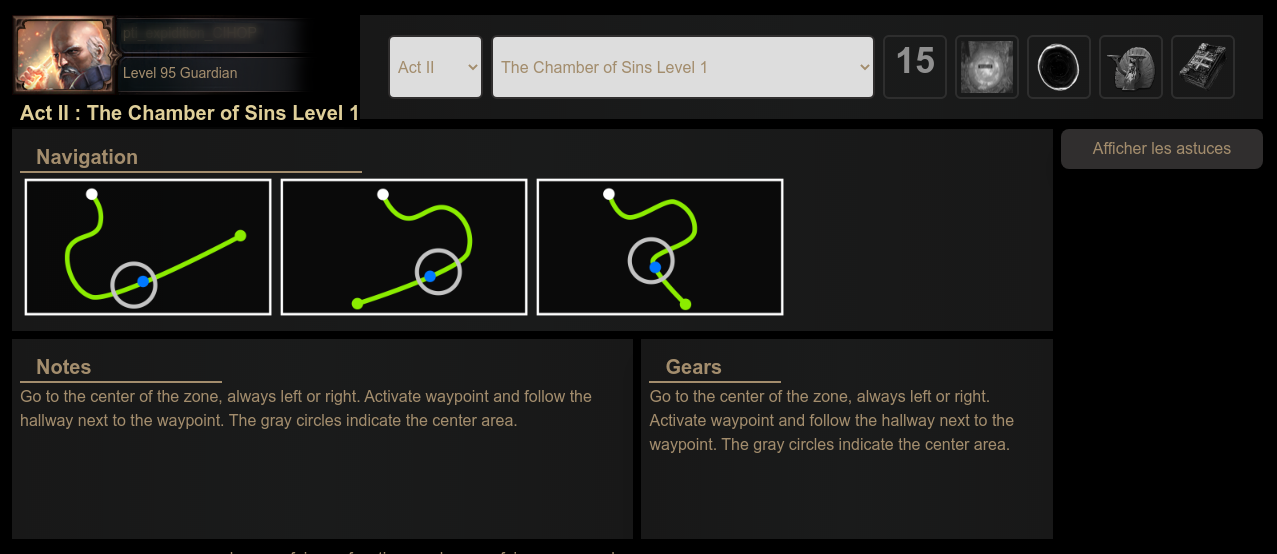 Level 95 Guardian
Act II : The Chamber of Sins Level 1
Act II
The Chamber of Sins Level 1
15
Afficher les astuces
Navigation
Notes
Go to the center of the zone, always left or right. Activate waypoint and follow the
hallway next to the waypoint. The gray circles indicate the center area.
Gears
Go to the center of the zone, always left or right.
Activate waypoint and follow the hallway next to the
waypoint. The gray circles indicate the center area.